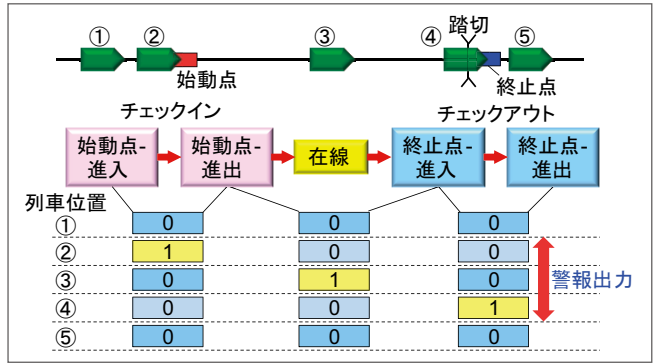 ① ② ③ ④ 踏切 ⑤
始動点
終止点
チェックイン
チェックアウト
始動点-
進入
始動点-
進出
在線
終止点-
進入
終止点-
進出
列車位置
① 0 0 0
② 1 0 0
③ 0 1 0
④ 0 0 1
⑤ 0 0 0
警報出力